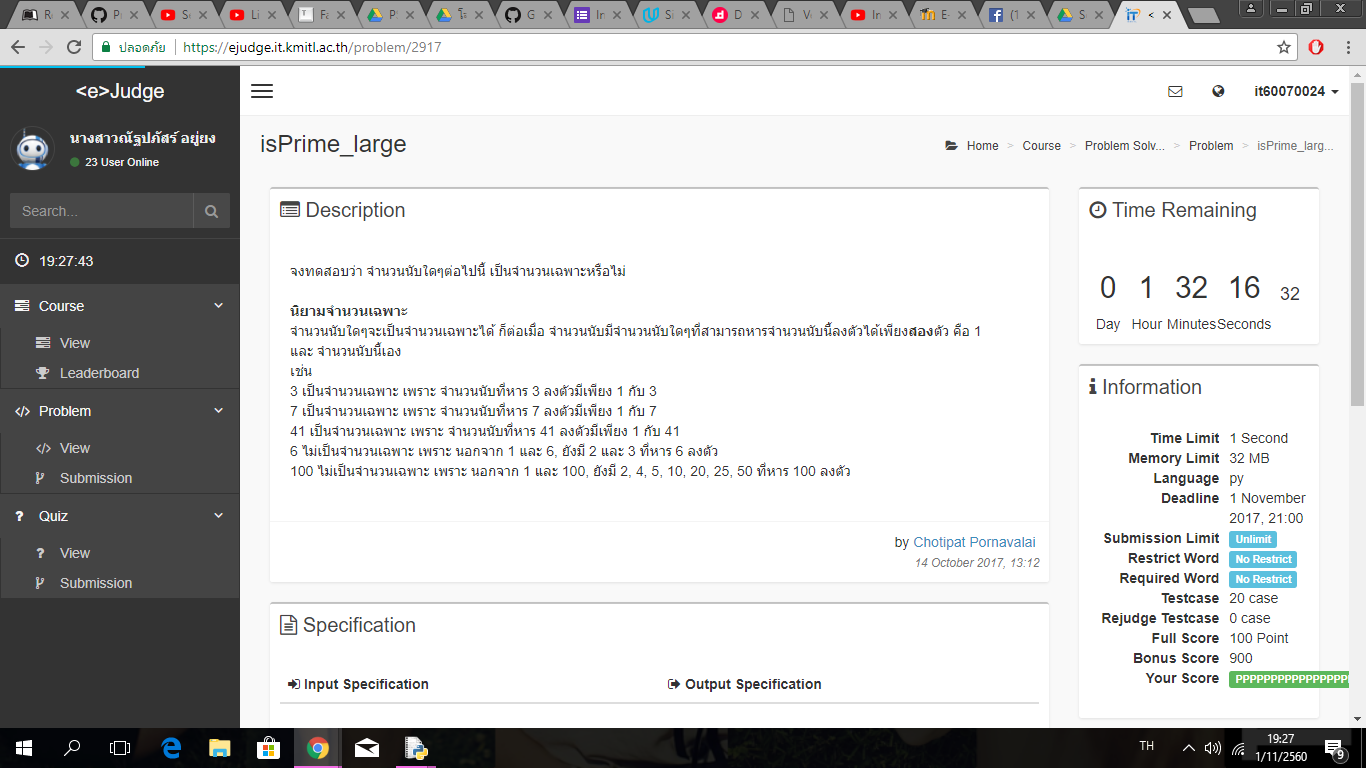 Re
P
Se
Li
Fa
G
In
Si
D
Ve
In
E-
(1
S
<
ปลอดภัย https://ejudge.it.kmitl.ac.th/problem/2917
<e>Judge
it60070024
นางสาวณัฐปภัสร์ อยู่ยง
23 User Online
isPrime_large
Home > Course > Problem Solv... > Problem > isPrime_larg...
Search...
19:27:43
Course
View
Leaderboard
Problem
View
Submission
Quiz
View
Submission
Description
จงทดสอบว่า จำนวนนับใดๆต่อไปนี้ เป็นจำนวนเฉพาะหรือไม่
นิยามจำนวนเฉพาะ
จำนวนนับใดๆจะเป็นจำนวนเฉพาะได้ ก็ต่อเมื่อ จำนวนนับมีจำนวนนับใดๆที่สามารถหารจำนวนนับนี้ลงตัวได้เพียงสองตัว คือ 1
และ จำนวนนับนี้เอง
เช่น
3 เป็นจำนวนเฉพาะ เพราะ จำนวนนับที่หาร 3 ลงตัวมีเพียง 1 กับ 3
7 เป็นจำนวนเฉพาะ เพราะ จำนวนนับที่หาร 7 ลงตัวมีเพียง 1 กับ 7
41 เป็นจำนวนเฉพาะ เพราะ จำนวนนับที่หาร 41 ลงตัวมีเพียง 1 กับ 41
6 ไม่เป็นจำนวนเฉพาะ เพราะ นอกจาก 1 และ 6, ยังมี 2 และ 3 ที่หาร 6 ลงตัว
100 ไม่เป็นจำนวนเฉพาะ เพราะ นอกจาก 1 และ 100, ยังมี 2, 4, 5, 10, 20, 25, 50 ที่หาร 100 ลงตัว
by Chotipat Pornavalai
14 October 2017, 13:12
Specification
Input Specification Output Specification
Time Remaining
0 1 32 16 32
Day Hour Minutes Seconds
Information
Time Limit 1 Second
Memory Limit 32 MB
Language py
Deadline 1 November
2017, 21:00
Submission Limit Unlimit
Restrict Word No Restrict
Required Word No Restrict
Testcase 20 case
Rejudge Testcase 0 case
Full Score 100 Point
Bonus Score 900
Your Score PPPPPPPPPPPPPPPP
TH
19:27
1/11/2560
9